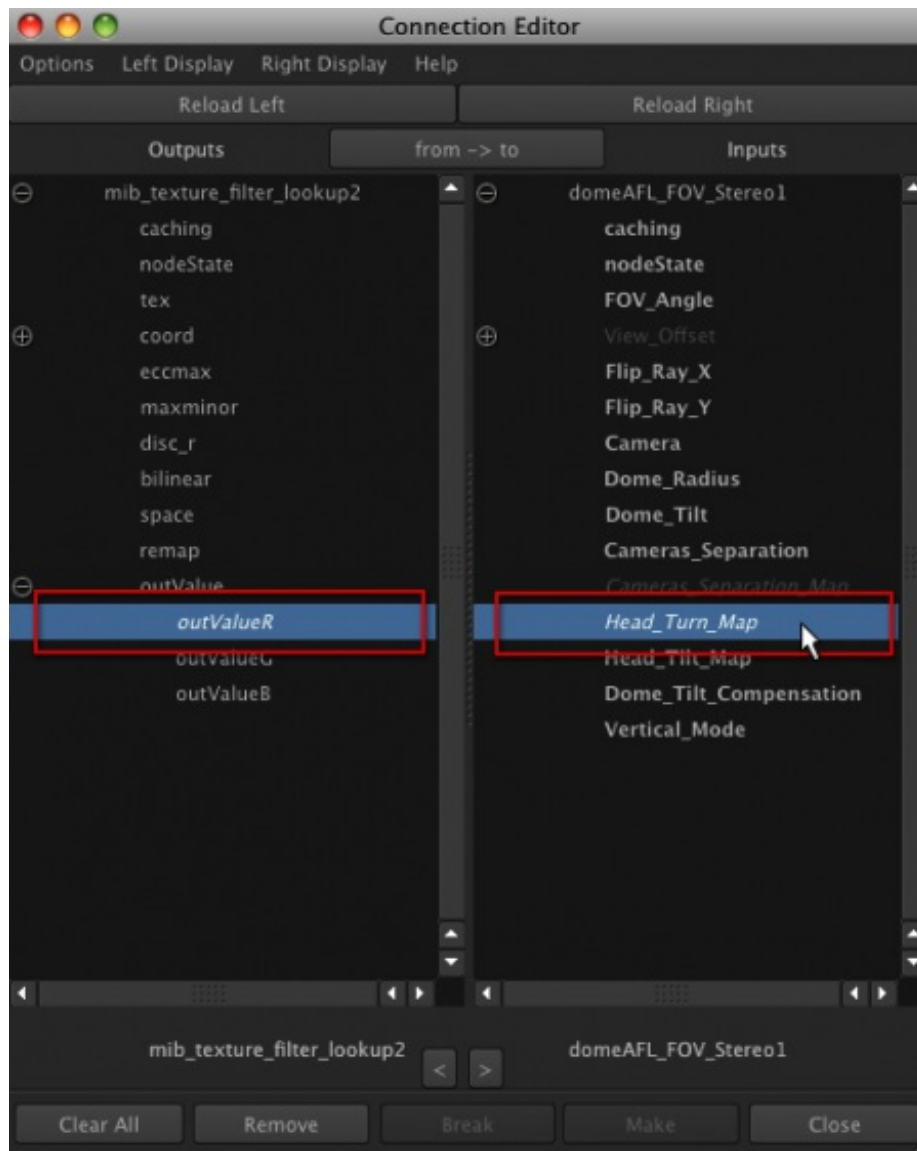 Connection Editor
Options Left Display Right Display Help
Reload Left Reload Right
Outputs from -> to Inputs
mib_texture_filter_lookup2
caching
nodeState
tex
coord
eccmax
maxminor
disc_r
bilinear
space
remap
outValue
outValueR
outValueG
outValueB
domeAFL_FOV_Stereo1
caching
nodeState
FOV_Angle
View_Offset
Flip_Ray_X
Flip_Ray_Y
Camera
Dome_Radius
Dome_Tilt
Cameras_Separation
Cameras_Separation_Map
Head_Turn_Map
Head_Tilt_Map
Dome_Tilt_Compensation
Vertical_Mode
mib_texture_filter_lookup2 < > domeAFL_FOV_Stereo1
Clear All Remove Break Make Close